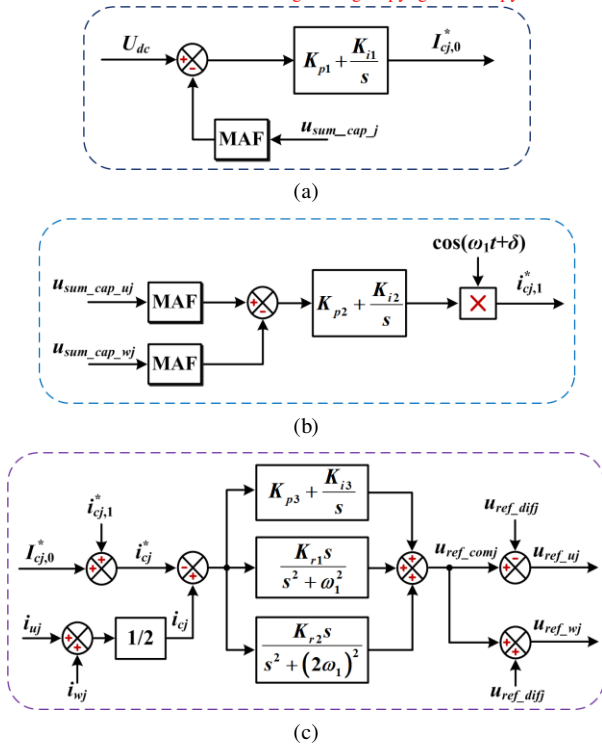 U_dc
+
-
K_p1 + K_i1/s
I*_cj,0
MAF
u_sum_cap_j
(a)
cos(ω_1t+δ)
u_sum_cap_uj
MAF
+
-
K_p2 + K_i2/s
×
i*_cj,1
u_sum_cap_wj
MAF
(b)
i*_cj,1
K_p3 + K_i3/s
u_ref_difj
I*_cj,0
+
+
i*_cj
-
+
K_r1s/(s^2 + ω_1^2)
+
+
+
u_ref_comj
-
+
u_ref_uj
i_uj
+
+
1/2
i_cj
K_r2s/(s^2 + (2ω_1)^2)
+
+
u_ref_wj
i_wj
u_ref_difj
(c)